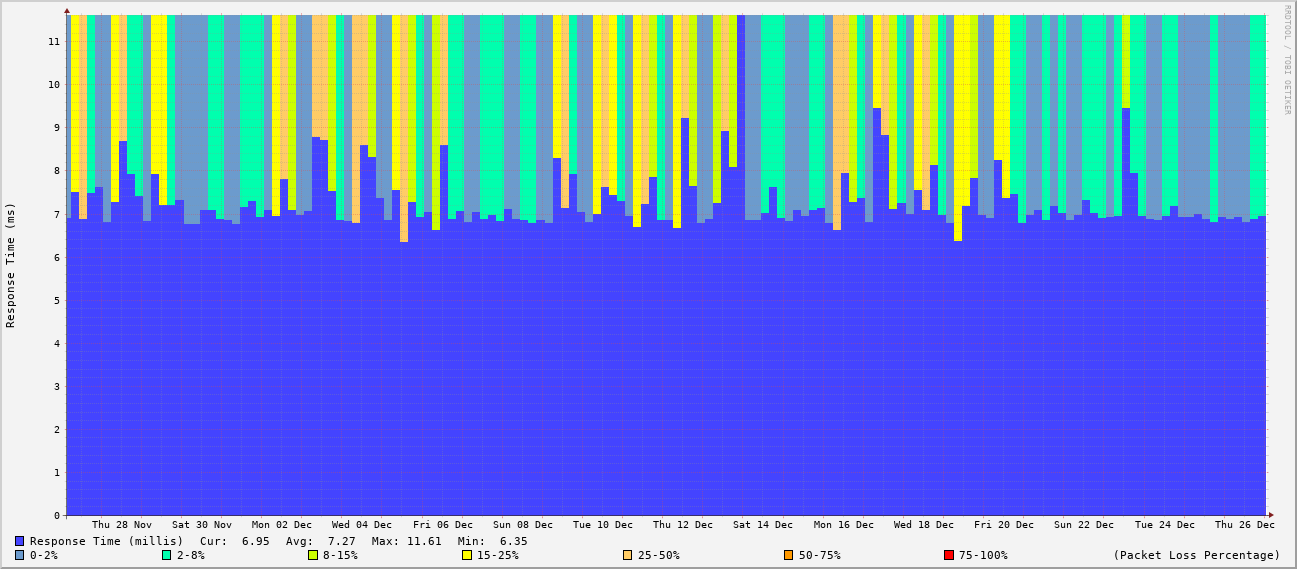 RRDTOOL / TOBI OETIKER
Response Time (ms)
11
10
9
8
7
6
5
4
3
2
1
0
Thu 28 Nov Sat 30 Nov Mon 02 Dec Wed 04 Dec Fri 06 Dec Sun 08 Dec Tue 10 Dec Thu 12 Dec Sat 14 Dec Mon 16 Dec Wed 18 Dec Fri 20 Dec Sun 22 Dec Tue 24 Dec Thu 26 Dec
Response Time (millis) Cur: 6.95 Avg: 7.27 Max: 11.61 Min: 6.35
0-2% 2-8% 8-15% 15-25% 25-50% 50-75% 75-100% (Packet Loss Percentage)